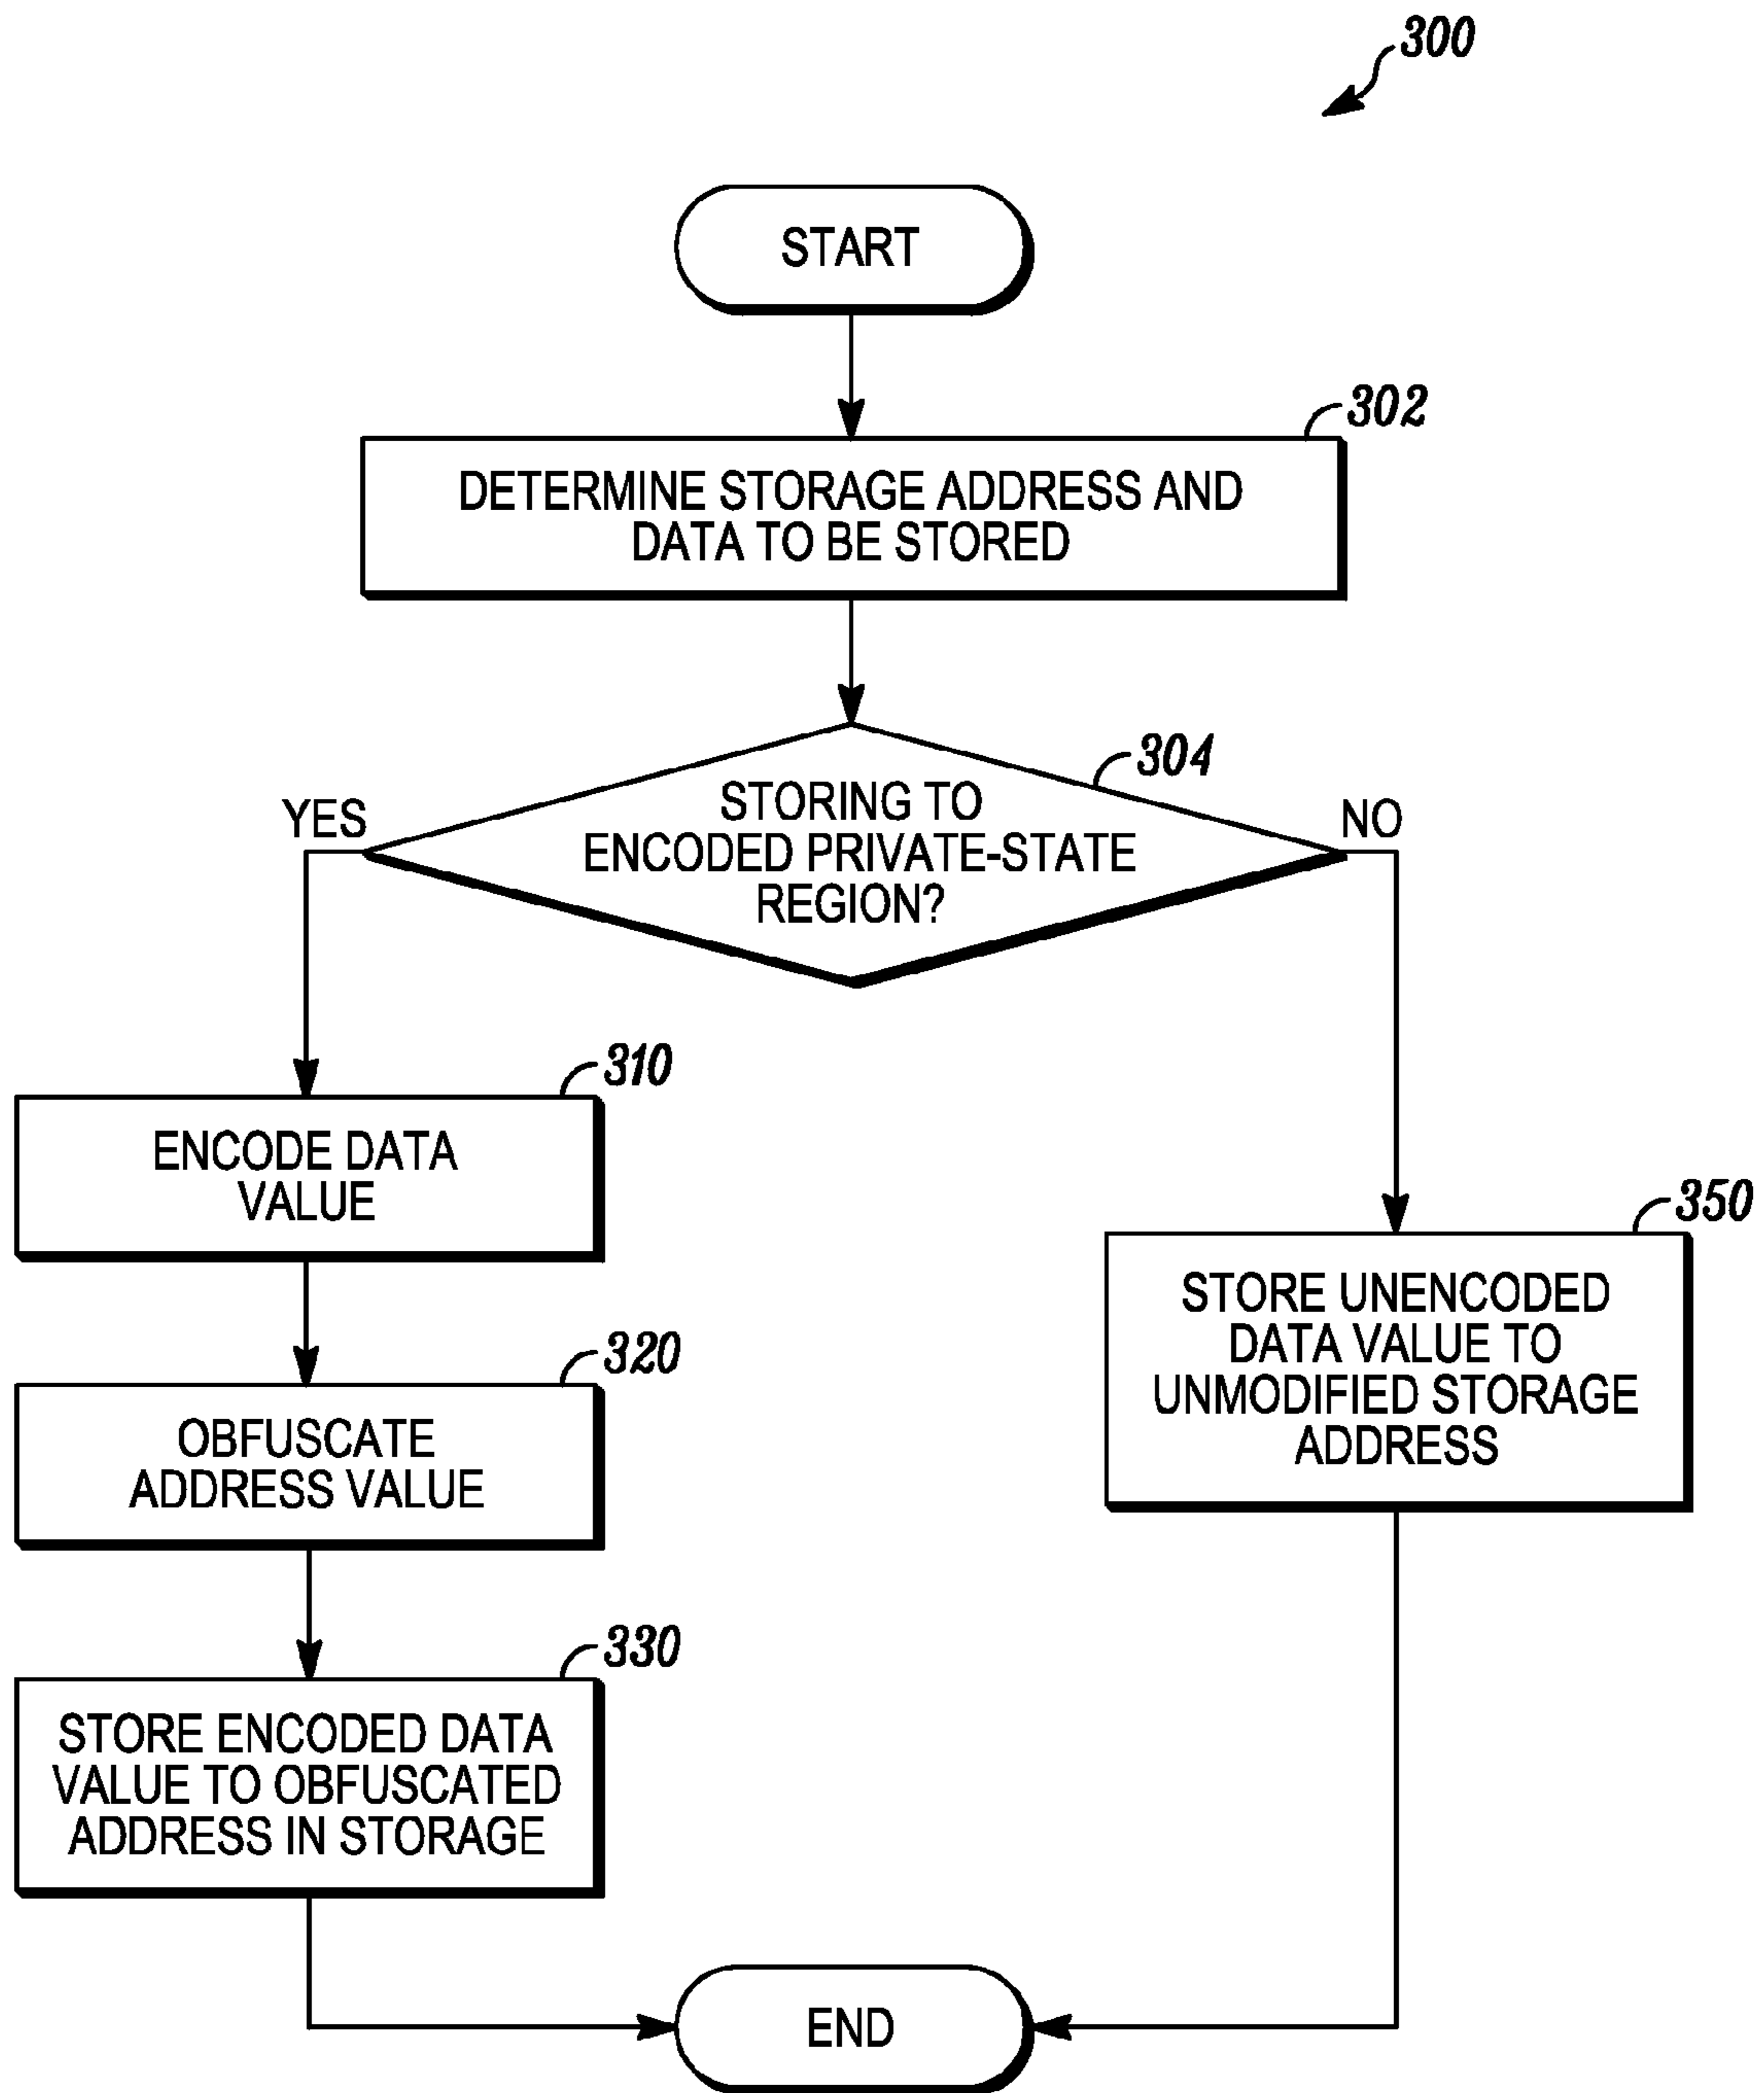 300
START
302
DETERMINE STORAGE ADDRESS AND
DATA TO BE STORED
304
STORING TO
ENCODED PRIVATE-STATE
REGION?
YES
NO
310
ENCODE DATA
VALUE
350
STORE UNENCODED
DATA VALUE TO
UNMODIFIED STORAGE
ADDRESS
320
OBFUSCATE
ADDRESS VALUE
330
STORE ENCODED DATA
VALUE TO OBFUSCATED
ADDRESS IN STORAGE
END